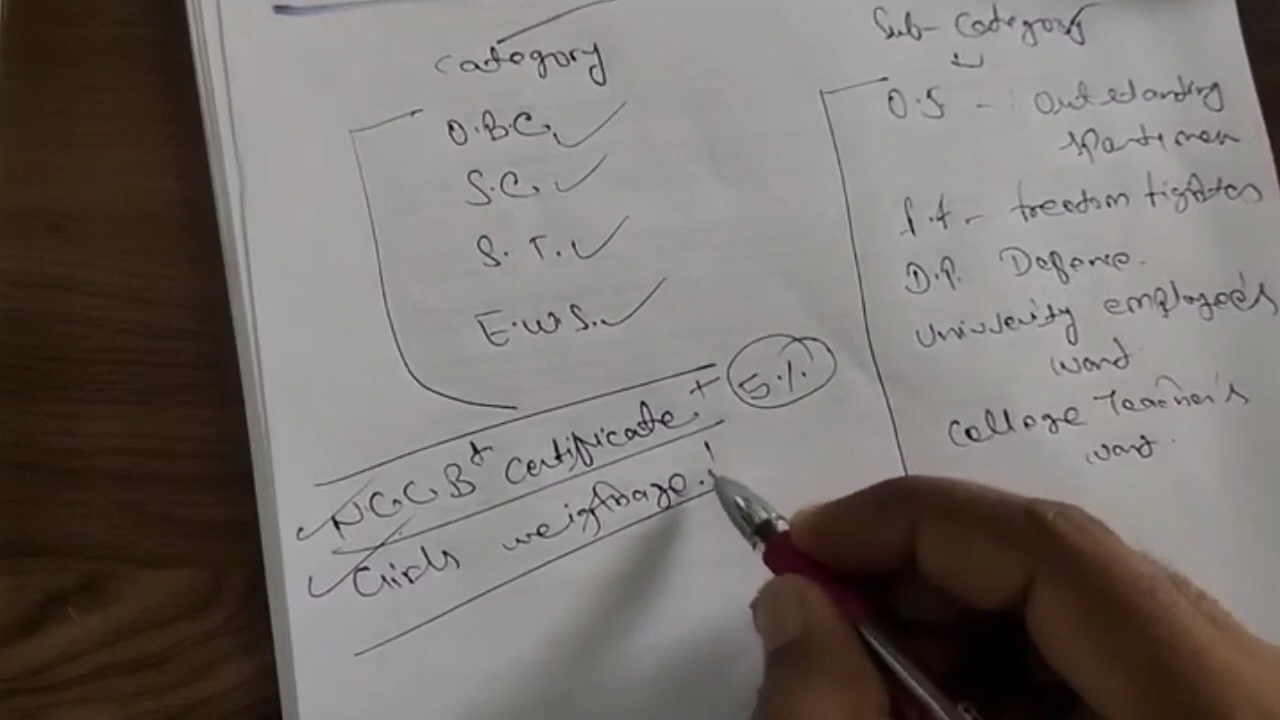 Category
O.B.C.
S.C.
S.T.
E.W.S.
NCC B+ Certificate +
5.%
Girls weightage.
Sub-Category
O.S - Outstanding
Sportsmen
f.f - freedom fighters
D.P. Defence.
University employee's
ward
College Teacher's
ward.